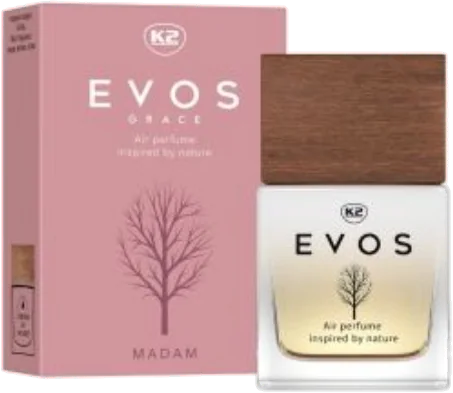 K2
EVOS
GRACE
Air perfume
inspired by nature
MADAM
K2
EVOS
Air perfume
inspired by nature